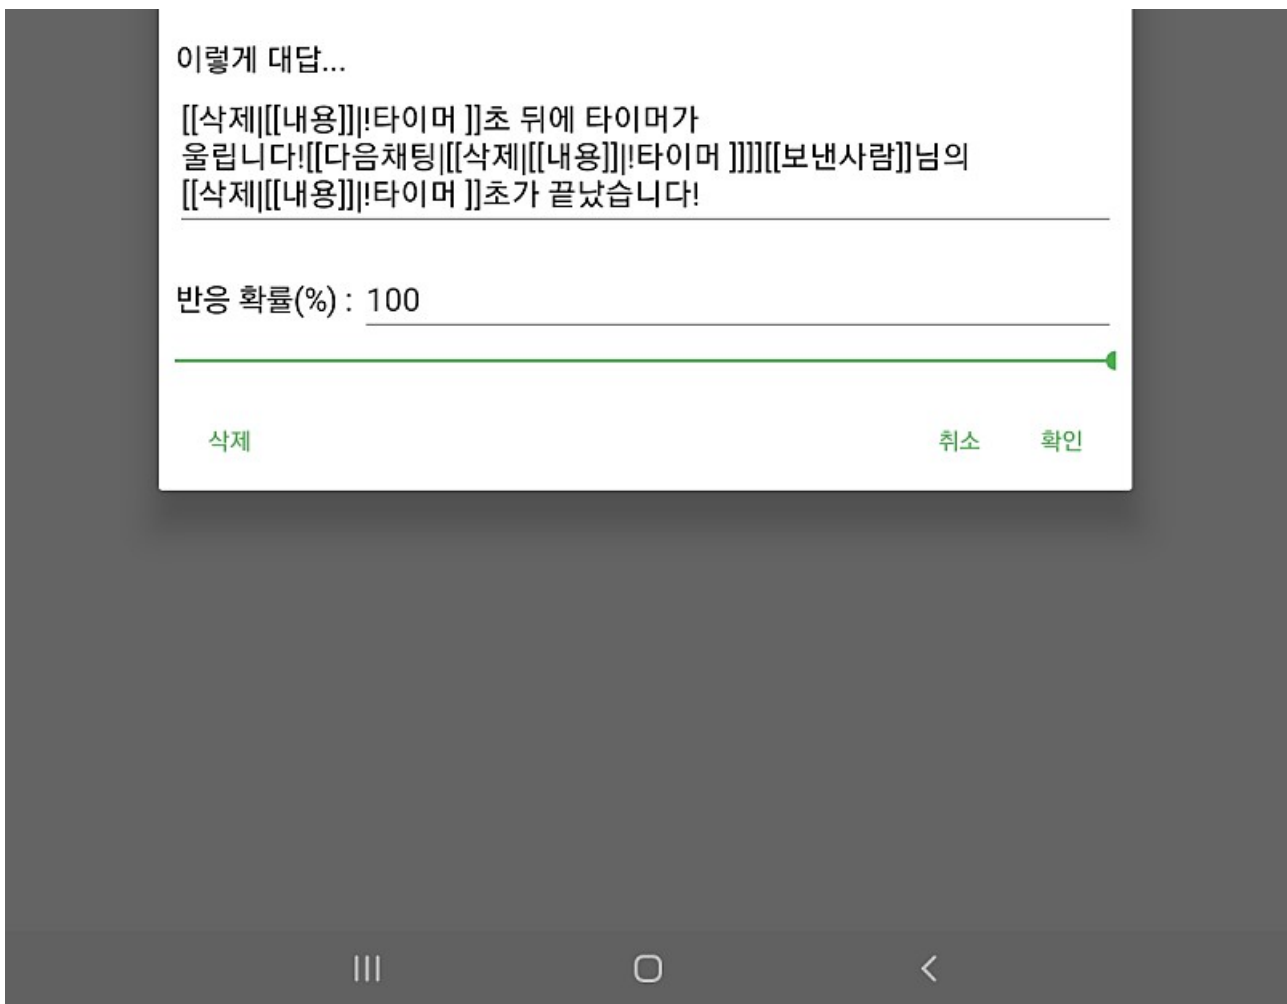 이렇게 대답...
[[삭제|[[내용]]|!타이머 ]]초 뒤에 타이머가
울립니다![[다음채팅|[[삭제|[[내용]]|!타이머 ]]]][[보낸사람]]님의
[[삭제|[[내용]]|!타이머 ]]초가 끝났습니다!
반응 확률(%) : 100
삭제 취소 확인